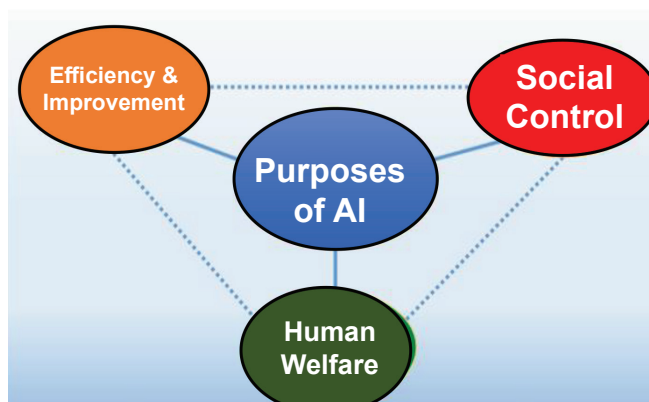 Efficiency &
Improvement
Social
Control
Purposes
of AI
Human
Welfare